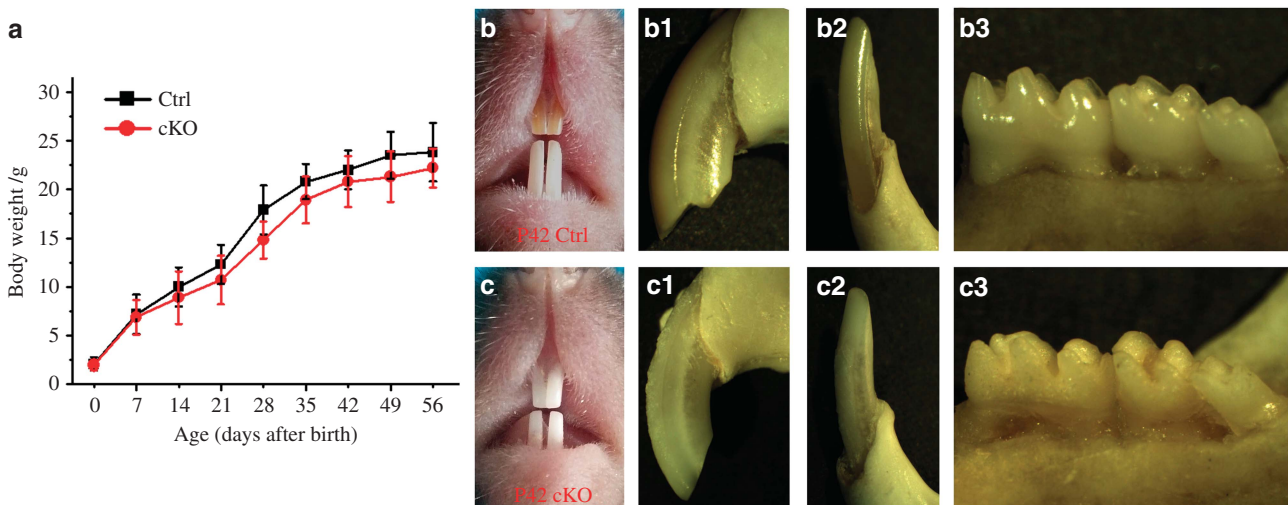 a
Ctrl
cKO
Body weight /g
30
25
20
15
10
5
0
0 7 14 21 28 35 42 49 56
Age (days after birth)
b
P42 Ctrl
b1
b2
b3
c
P42 cKO
c1
c2
c3